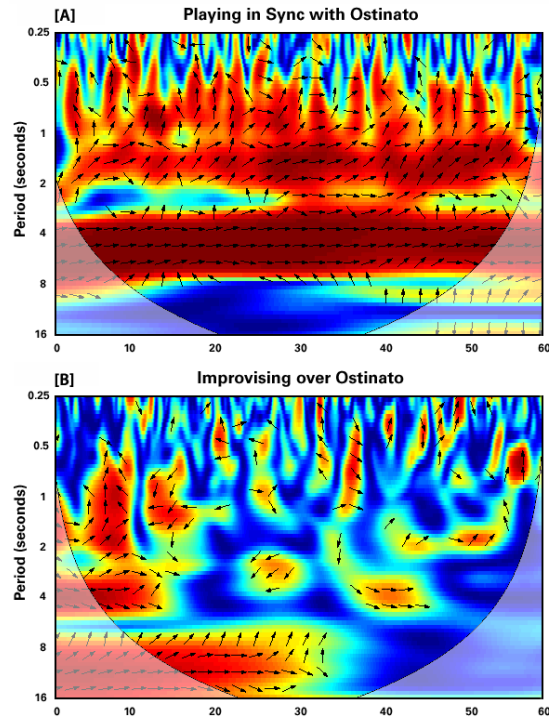 [A] Playing in Sync with Ostinato
0.25
0.5
1
2
4
8
16
Period (seconds)
0 10 20 30 40 50 60
[B] Improvising over Ostinato
0.25
0.5
1
2
4
8
16
Period (seconds)
0 10 20 30 40 50 60